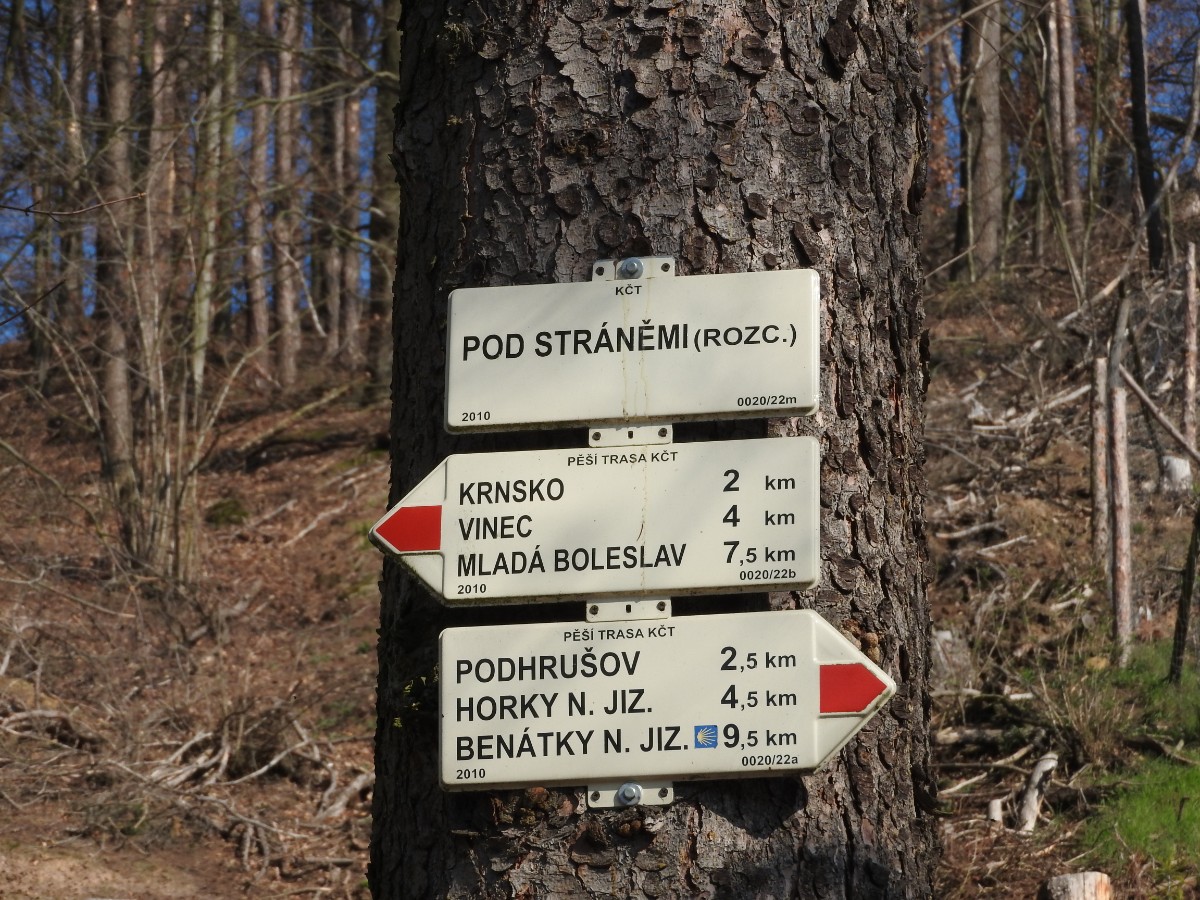 KČT
POD STRÁNĚMI (ROZC.)
2010 0020/22m
PĚŠÍ TRASA KČT
KRNSKO 2 km
VINEC 4 km
MLADÁ BOLESLAV 7,5 km
2010 0020/22b
PĚŠÍ TRASA KČT
PODHRUŠOV 2,5 km
HORKY N. JIZ. 4,5 km
BENÁTKY N. JIZ. 9,5 km
2010 0020/22a